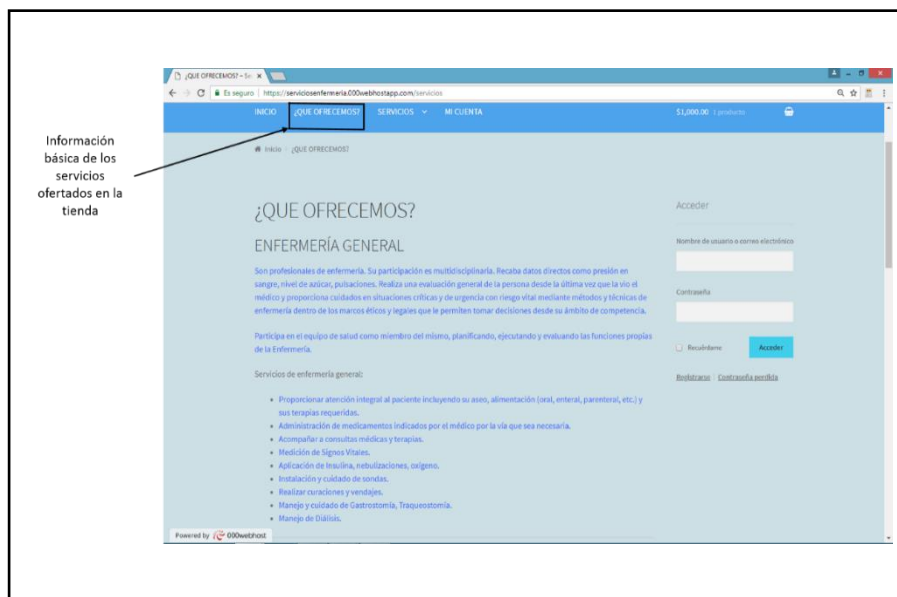 ¿QUE OFRECEMOS? – Se
Es seguro | https://serviciosenfermeria.000webhostapp.com/servicios
INICIO ¿QUE OFRECEMOS? SERVICIOS MI CUENTA $1,000.00 1 producto
Inicio ¿QUE OFRECEMOS?
Información
básica de los
servicios
ofertados en la
tienda
¿QUE OFRECEMOS?
ENFERMERÍA GENERAL
Son profesionales de enfermería. Su participación es multidisciplinaria. Recaba datos directos como presión en
sangre, nivel de azúcar, pulsaciones. Realiza una evaluación general de la persona desde la última vez que la vio el
médico y proporciona cuidados en situaciones críticas y de urgencia con riesgo vital mediante métodos y técnicas de
enfermería dentro de los marcos éticos y legales que le permiten tomar decisiones desde su ámbito de competencia.
Participa en el equipo de salud como miembro del mismo, planificando, ejecutando y evaluando las funciones propias
de la Enfermería.
Servicios de enfermería general:
Proporcionar atención integral al paciente incluyendo su aseo, alimentación (oral, enteral, parenteral, etc.) y
sus terapias requeridas.
Administración de medicamentos indicados por el médico por la vía que sea necesaria.
Acompañar a consultas médicas y terapias.
Medición de Signos Vitales.
Aplicación de Insulina, nebulizaciones, oxígeno.
Instalación y cuidado de sondas.
Realizar curaciones y vendajes.
Manejo y cuidado de Gastrostomía, Traqueostomía.
Manejo de Diálisis.
Acceder
Nombre de usuario o correo electrónico
Contraseña
Recuérdame Acceder
Registrarse | Contraseña perdida
Powered by 000webhost